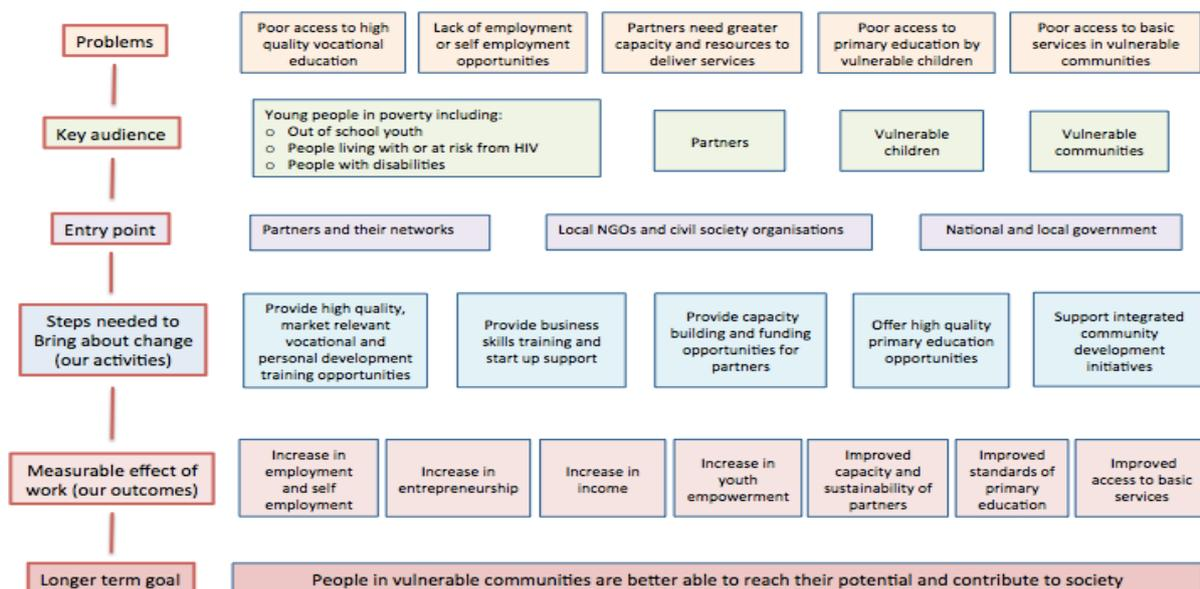 Problems
Poor access to high
quality vocational
education
Lack of employment
or self employment
opportunities
Partners need greater
capacity and resources to
deliver services
Poor access to
primary education by
vulnerable children
Poor access to basic
services in vulnerable
communities
Key audience
Young people in poverty including:
o Out of school youth
o People living with or at risk from HIV
o People with disabilities
Partners
Vulnerable
children
Vulnerable
communities
Entry point
Partners and their networks
Local NGOs and civil society organisations
National and local government
Steps needed to
Bring about change
(our activities)
Provide high quality,
market relevant
vocational and
personal development
training opportunities
Provide business
skills training and
start up support
Provide capacity
building and funding
opportunities for
partners
Offer high quality
primary education
opportunities
Support integrated
community
development
initiatives
Measurable effect of
work (our outcomes)
Increase in
employment
and self
employment
Increase in
entrepreneurship
Increase in
income
Increase in
youth
empowerment
Improved
capacity and
sustainability of
partners
Improved
standards of
primary
education
Improved
access to basic
services
Longer term goal
People in vulnerable communities are better able to reach their potential and contribute to society